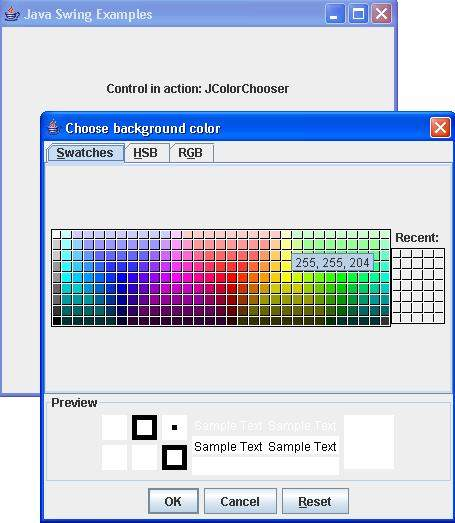 Java Swing Examples
Control in action: JColorChooser
Choose background color
Swatches HSB RGB
Recent:
255, 255, 204
Preview
Sample Text Sample Text
Sample Text Sample Text
OK Cancel Reset